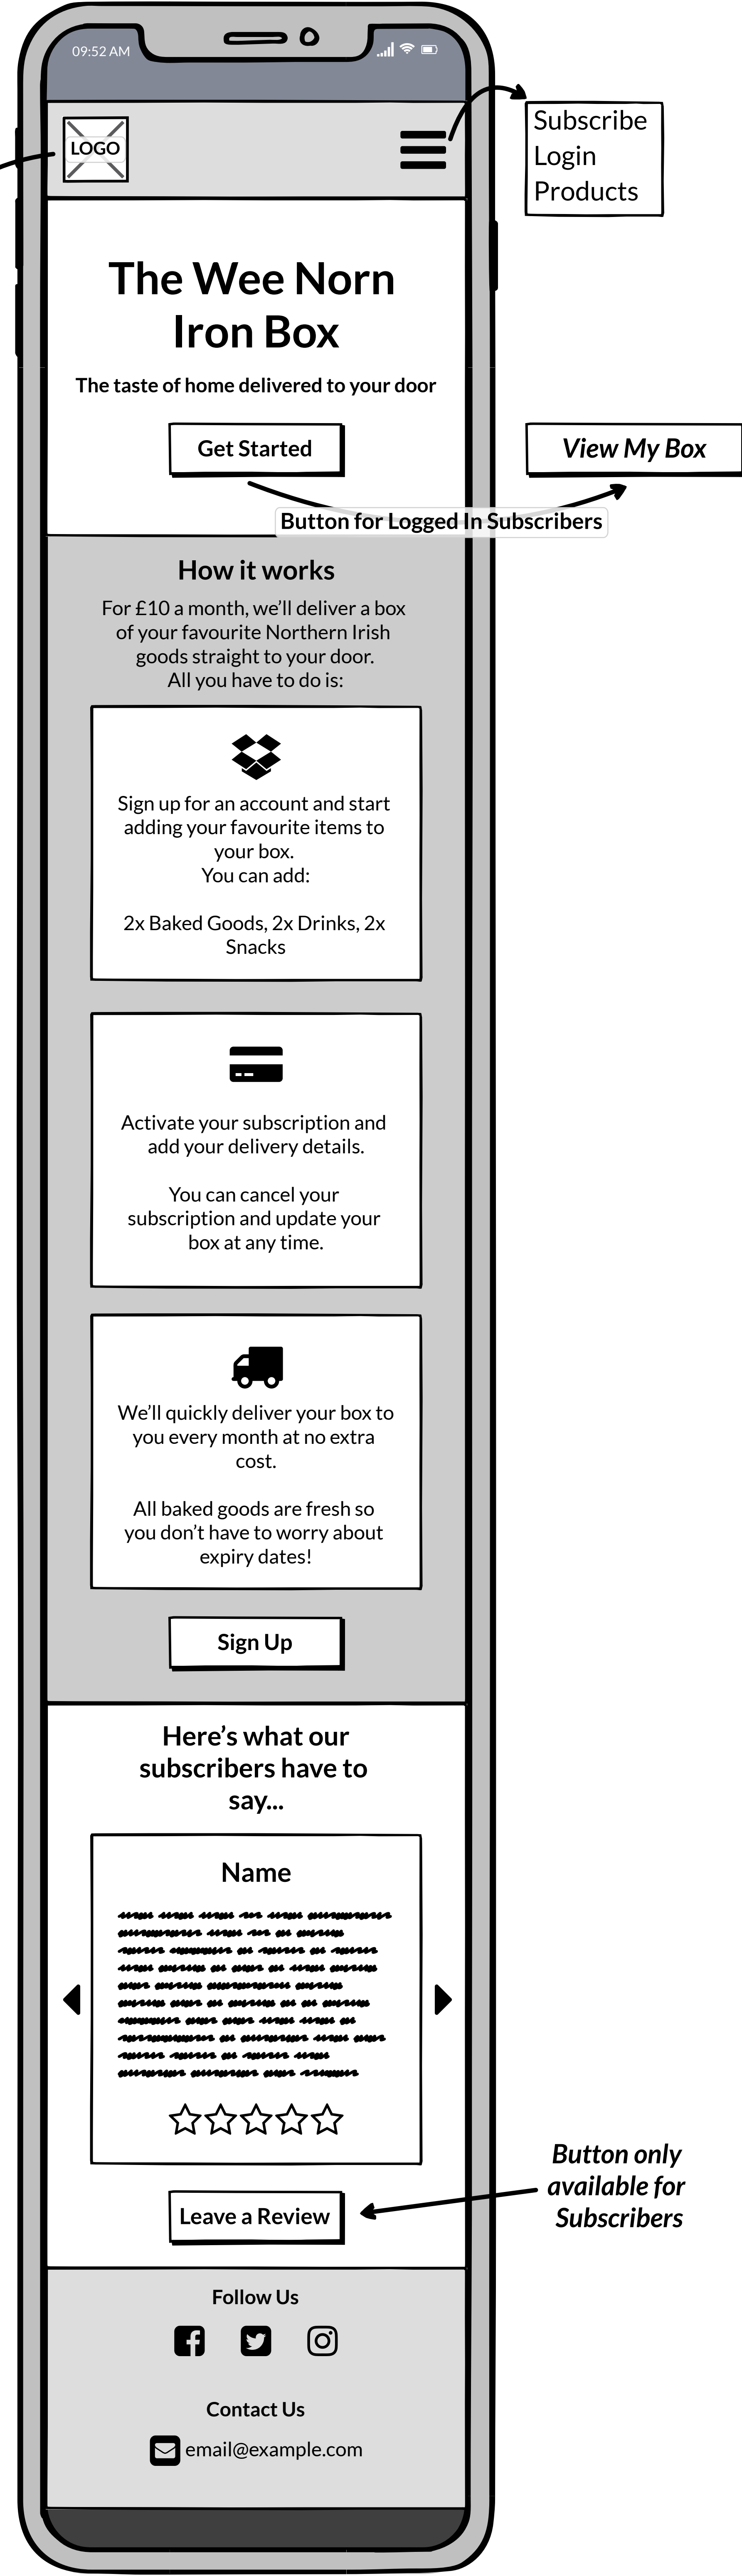 09:52 AM
LOGO
Subscribe
Login
Products
The Wee Norn
Iron Box
The taste of home delivered to your door
Get Started
View My Box
Button for Logged In Subscribers
How it works
For £10 a month, we'll deliver a box
of your favourite Northern Irish
goods straight to your door.
All you have to do is:
Sign up for an account and start
adding your favourite items to
your box.
You can add:
2x Baked Goods, 2x Drinks, 2x
Snacks
Activate your subscription and
add your delivery details.
You can cancel your
subscription and update your
box at any time.
We'll quickly deliver your box to
you every month at no extra
cost.
All baked goods are fresh so
you don't have to worry about
expiry dates!
Sign Up
Here's what our
subscribers have to
say...
Name
Leave a Review
Button only
available for
Subscribers
Follow Us
Contact Us
email@example.com